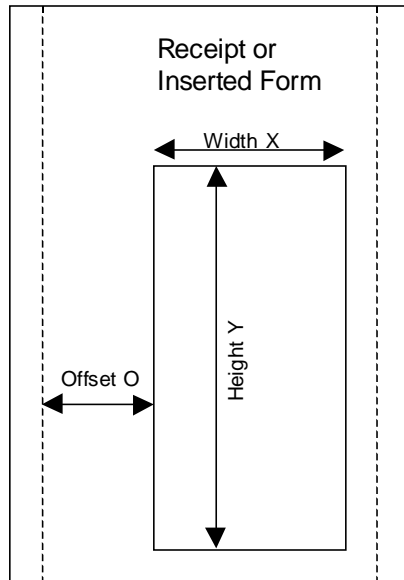 Receipt or
Inserted Form
Width X
Height Y
Offset O